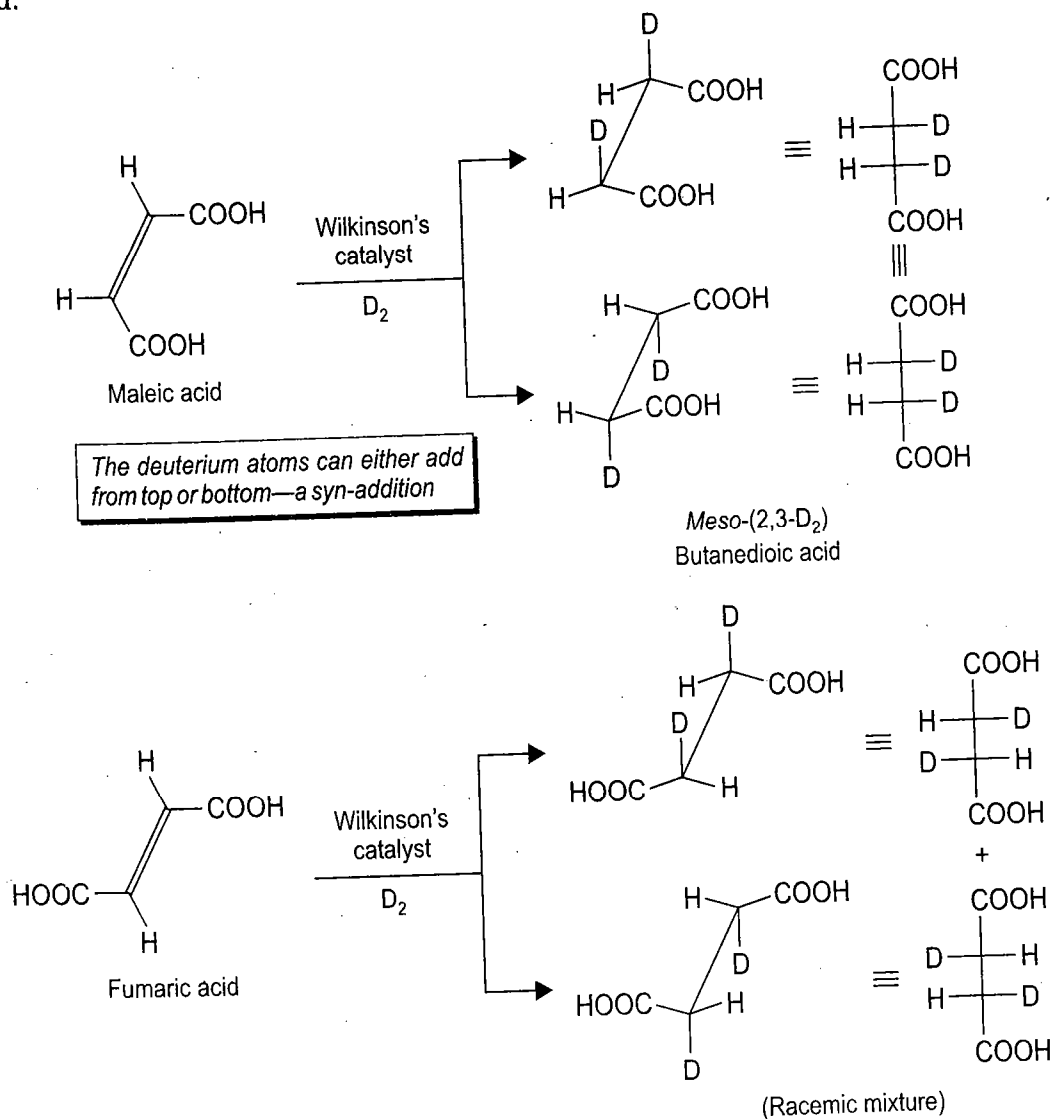 u.
D
H COOH
D
H COOH
≡
COOH
H D
H D
COOH
H
COOH
H
COOH
Maleic acid
Wilkinson's
catalyst
D2
≡
H COOH
D
H COOH
D
≡
COOH
H D
H D
COOH
The deuterium atoms can either add
from top or bottom—a syn-addition
Meso-(2,3-D2)
Butanedioic acid
D
H COOH
D
HOOC H
≡
COOH
H D
D H
COOH
H
COOH
HOOC
H
Fumaric acid
Wilkinson's
catalyst
D2
+
H COOH
D
HOOC H
D
≡
COOH
D H
H D
COOH
(Racemic mixture)